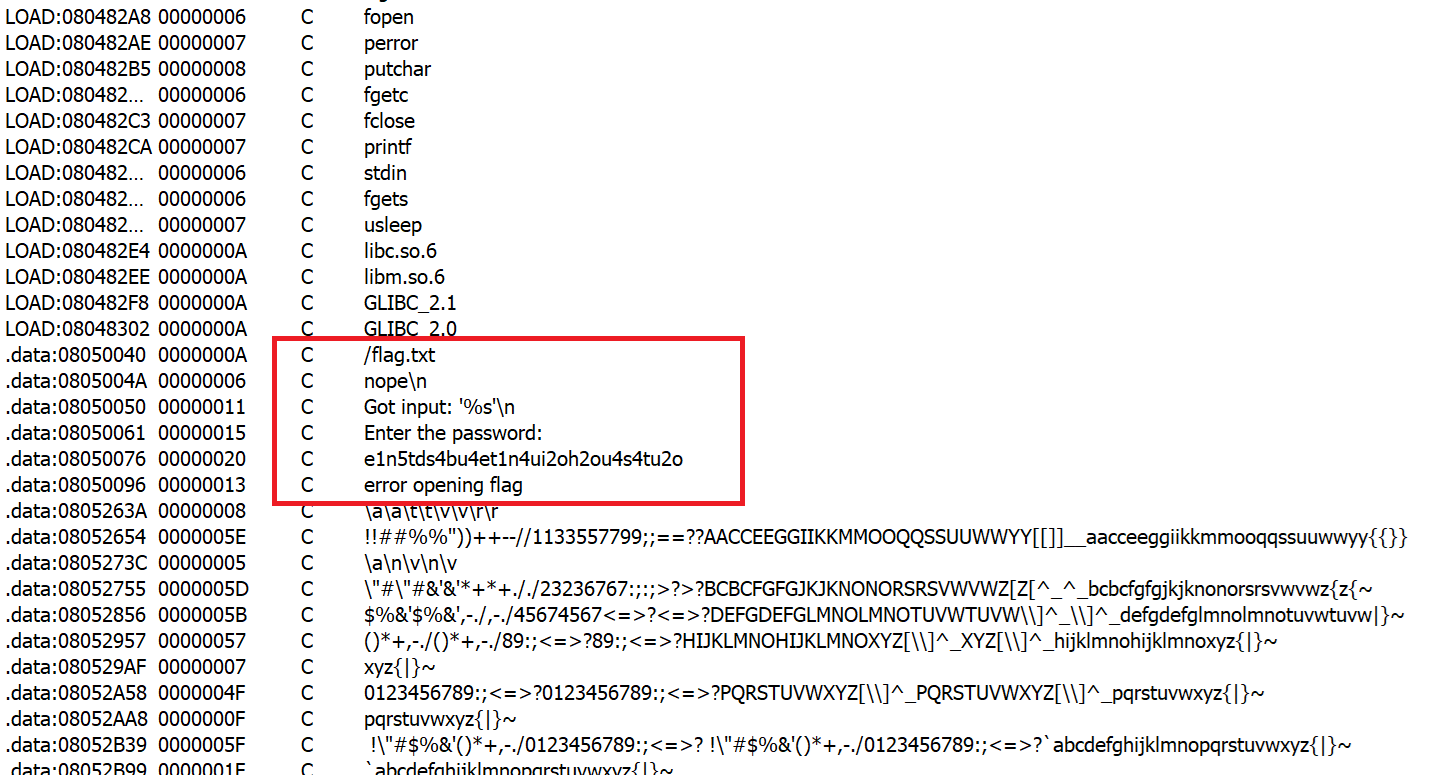 LOAD:080482A8 00000006 C fopen
LOAD:080482AE 00000007 C perror
LOAD:080482B5 00000008 C putchar
LOAD:080482... 00000006 C fgetc
LOAD:080482C3 00000007 C fclose
LOAD:080482CA 00000007 C printf
LOAD:080482... 00000006 C stdin
LOAD:080482... 00000006 C fgets
LOAD:080482... 00000007 C usleep
LOAD:080482E4 0000000A C libc.so.6
LOAD:080482EE 0000000A C libm.so.6
LOAD:080482F8 0000000A C GLIBC_2.1
LOAD:08048302 0000000A C GLIBC_2.0
.data:08050040 0000000A C /flag.txt
.data:0805004A 00000006 C nope\n
.data:08050050 00000011 C Got input: '%s'\n
.data:08050061 00000015 C Enter the password:
.data:08050076 00000020 C e1n5tds4bu4et1n4ui2oh2ou4s4tu2o
.data:08050096 00000013 C error opening flag
.data:0805263A 00000008 C \a\a\t\t\v\v\r\r
.data:08052654 0000005E C !!##%%"))++--//1133557799;;==??AACCEEGGIIKKMMOOQQSSUUWWYY[[]]__aacceeggiikkmmooqqssuuwwyy{{}}
.data:0805273C 00000005 C \a\n\v\n\v
.data:08052755 0000005D C \"#\"#&'&'*+*+././23236767:;:;>?>?BCBCFGFGJKJKNONORSRSVWVWZ[Z[^_^_bcbcfgfgjkjknonorsrsvwvwz{z{~
.data:08052856 0000005B C $%&'$%&',-./,-./45674567<=>?<=>?DEFGDEFGLMNOLMNOTUVWTUVW\\]^_\\]^_defgdefglmnolmnotuvwtuvw|}~
.data:08052957 00000057 C ()*+,-./()*+,-./89:;<=>?89:;<=>?HIJKLMNOHIJKLMNOXYZ[\\]^_XYZ[\\]^_hijklmnohijklmnoxyz{|}~
.data:080529AF 00000007 C xyz{|}~
.data:08052A58 0000004F C 0123456789:;<=>?0123456789:;<=>?PQRSTUVWXYZ[\\]^_PQRSTUVWXYZ[\\]^_pqrstuvwxyz{|}~
.data:08052AA8 0000000F C pqrstuvwxyz{|}~
.data:08052B39 0000005F C  !\"#$%&'()*+,-./0123456789:;<=>? !\"#$%&'()*+,-./0123456789:;<=>?`abcdefghijklmnopqrstuvwxyz{|}~
.data:08052B99 0000001F C `abcdefghijklmnopqrstuvwxyz{|}~